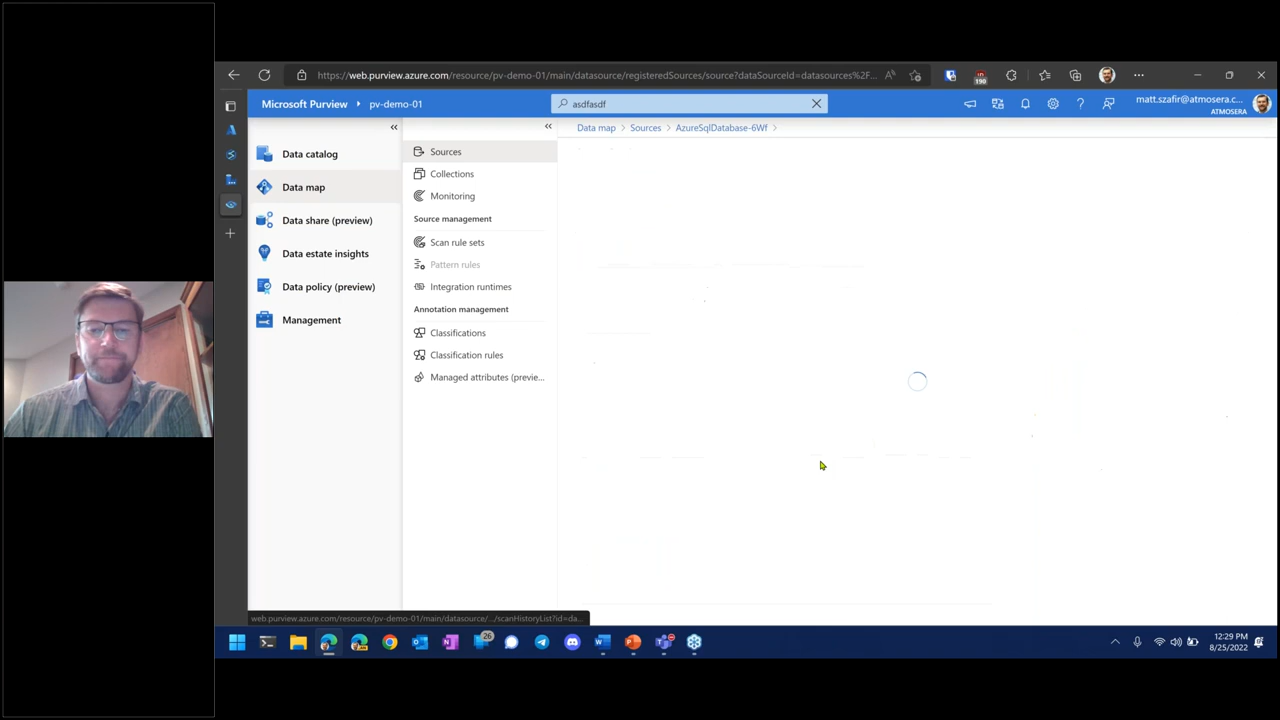 https://web.purview.azure.com/resource/pv-demo-01/main/datasource/registeredSources/source?dataSourceId=datasources%2F...
190
Microsoft Purview
pv-demo-01
asdfasdf
matt.szafir@atmosera.c...
ATMOSERA
Data catalog
Data map
Data share (preview)
Data estate insights
Data policy (preview)
Management
Sources
Collections
Monitoring
Source management
Scan rule sets
Pattern rules
Integration runtimes
Annotation management
Classifications
Classification rules
Managed attributes (previe...
Data map > Sources > AzureSqlDatabase-6Wf >
web.purview.azure.com/resource/pv-demo-01/main/datasource/.../scanHistoryList?id=da...
26
12:29 PM
8/25/2022